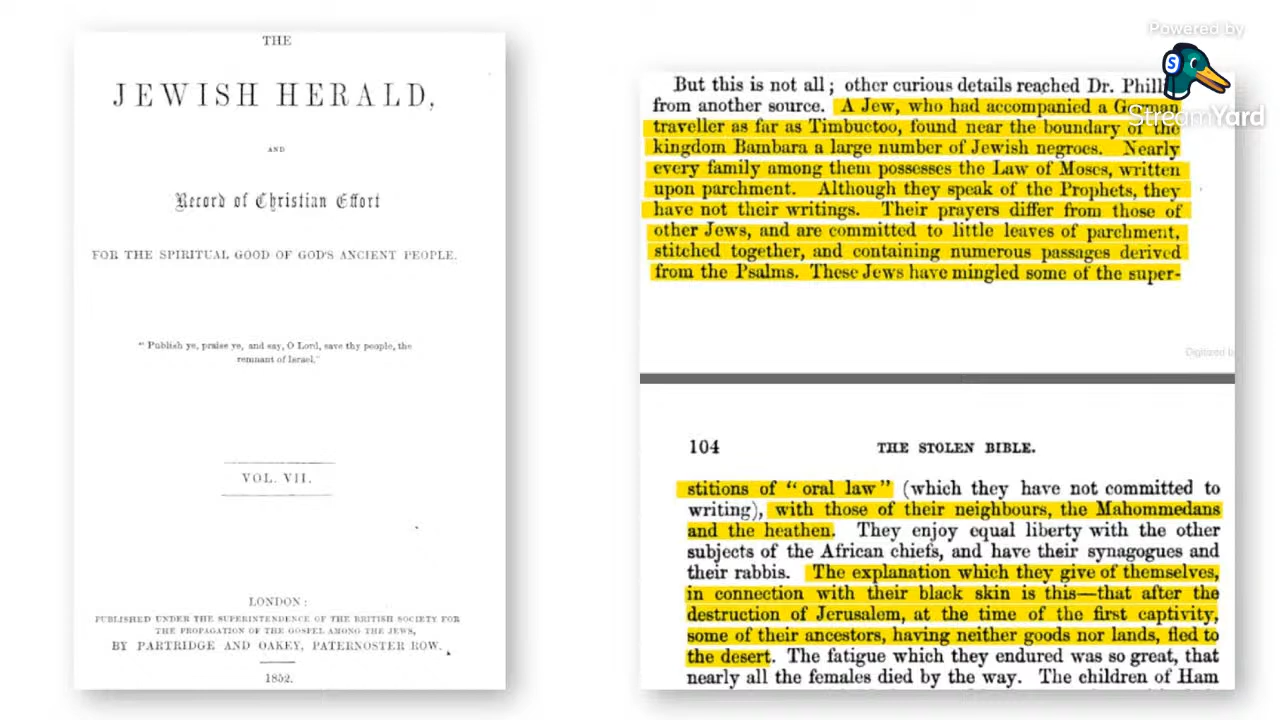 THE
JEWISH HERALD,
AND
Record of Christian Effort
FOR THE SPIRITUAL GOOD OF GOD'S ANCIENT PEOPLE.
"Publish ye, praise ye, and say, O Lord, save thy people, the
remnant of Israel."
VOL. VII.
LONDON:
PUBLISHED UNDER THE SUPERINTENDENCE OF THE BRITISH SOCIETY FOR
THE PROPAGATION OF THE GOSPEL AMONG THE JEWS,
BY PARTRIDGE AND OAKEY, PATERNOSTER ROW.
1852.
Powered by
StreamYard
But this is not all; other curious details reached Dr.
from another source. A Jew, who had accompanied a German
traveller as far as Timbuctoo, found near the boundary of the
kingdom Bambara a large number of Jewish negroes. Nearly
every family among them possesses the Law of Moses, written
upon parchment. Although they speak of the Prophets, they
have not their writings. Their prayers differ from those of
other Jews, and are committed to little leaves of parchment,
stitched together, and containing numerous passages derived
from the Psalms. These Jews have mingled some of the super-
Digitized
104 THE STOLEN BIBLE.
stitions of "oral law" (which they have not committed to
writing), with those of their neighbours, the Mahommedans
and the heathen. They enjoy equal liberty with the other
subjects of the African chiefs, and have their synagogues and
their rabbis. The explanation which they give of themselves,
in connection with their black skin is this—that after the
destruction of Jerusalem, at the time of the first captivity,
some of their ancestors, having neither goods nor lands, fled to
the desert. The fatigue which they endured was so great, that
nearly all the females died by the way. The children of Ham